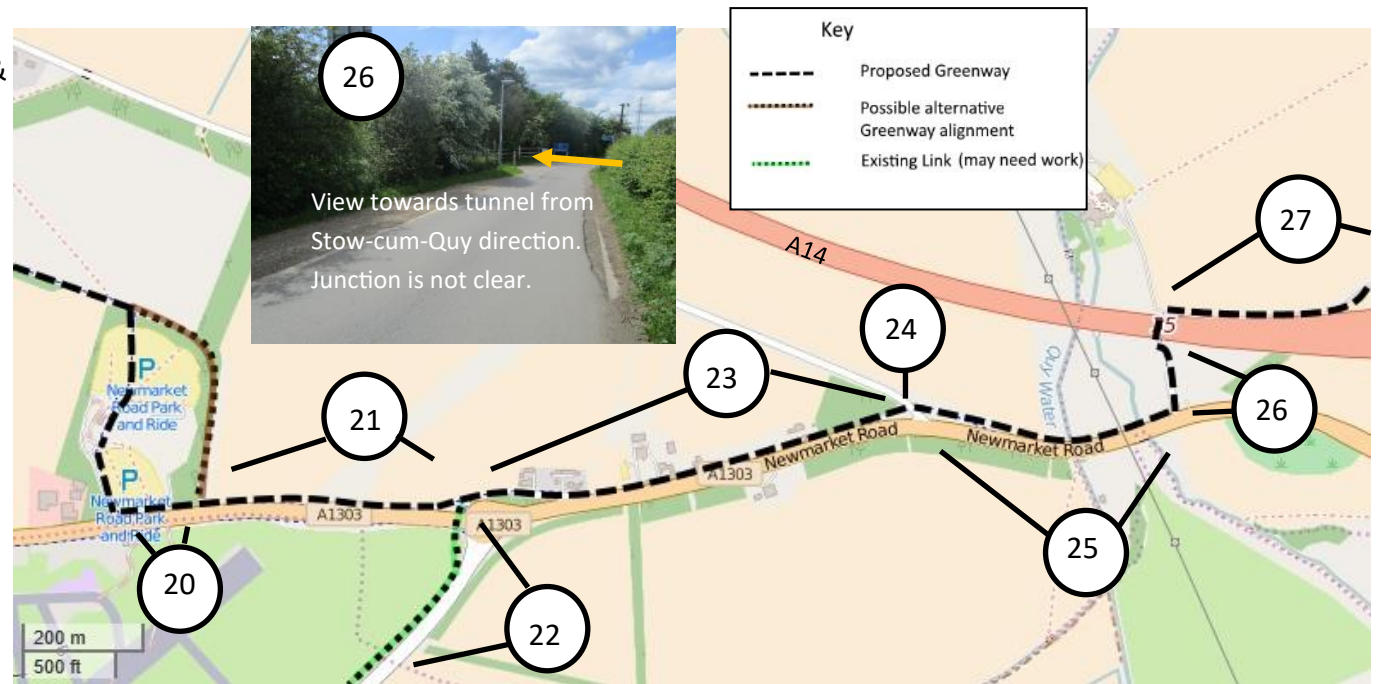 &
26
View towards tunnel from
Stow-cum-Quy direction.
Junction is not clear.
Key
Proposed Greenway
Possible alternative
Greenway alignment
Existing Link (may need work)
A14
27
24
5
23
21
26
P
Newmarket
Road Park
and Ride
Quy Water
Newmarket Road
Newmarket Road
A1303
P
Newmarket
Road Park
and Ride
A1303
A1303
25
20
22
200 m
500 ft